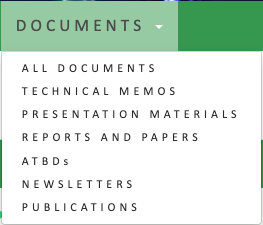 DOCUMENTS
ALL DOCUMENTS
TECHNICAL MEMOS
PRESENTATION MATERIALS
REPORTS AND PAPERS
ATBDs
NEWSLETTERS
PUBLICATIONS